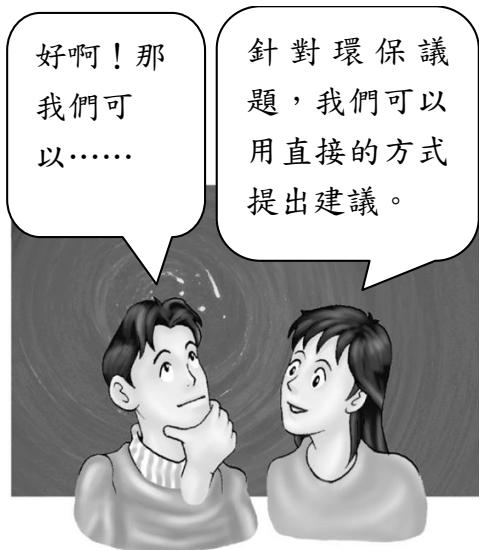 針對環保議
題，我們可以
用直接的方式
提出建議。
好啊！那
我們可
以……